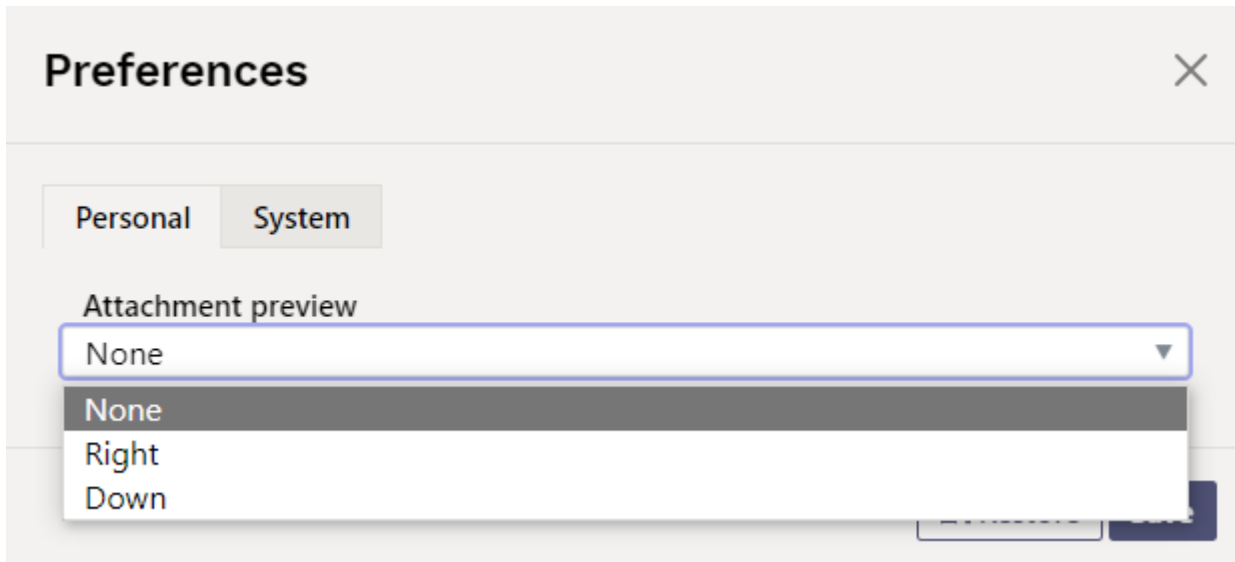 Preferences
Personal System
Attachment preview
None
None
Right
Down